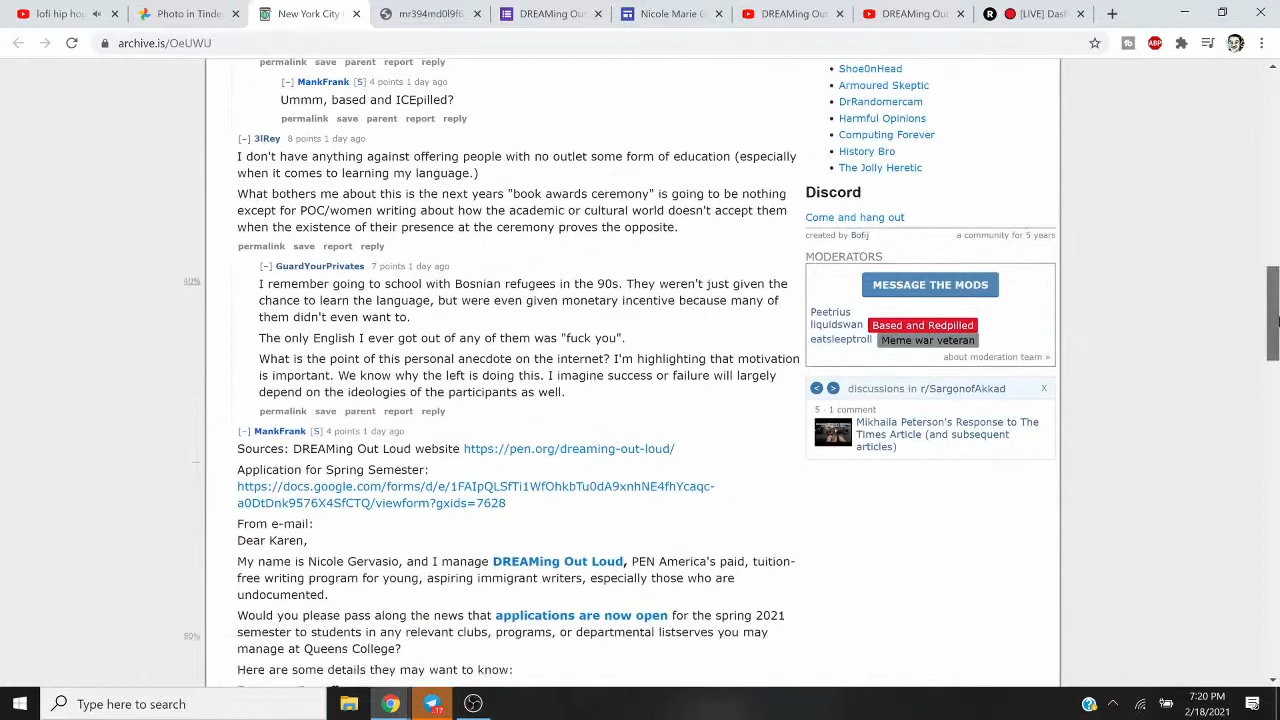 lofi hip hop
Photo in Tinde
New York City
mr394md0l9f6
DREAMing Out
Nicole Marie G
DREAMing Ou
DREAMing Ou
[LIVE] Das
archive.is/OeUWU
permalink save parent report reply
[–] MankFrank [S] 4 points 1 day ago
Ummm, based and ICEpilled?
permalink save parent report reply
[–] 3lRey 8 points 1 day ago
I don't have anything against offering people with no outlet some form of education (especially
when it comes to learning my language.)
What bothers me about this is the next years "book awards ceremony" is going to be nothing
except for POC/women writing about how the academic or cultural world doesn't accept them
when the existence of their presence at the ceremony proves the opposite.
permalink save report reply
[–] GuardYourPrivates 7 points 1 day ago
I remember going to school with Bosnian refugees in the 90s. They weren't just given the
chance to learn the language, but were even given monetary incentive because many of
them didn't even want to.
The only English I ever got out of any of them was "fuck you".
What is the point of this personal anecdote on the internet? I'm highlighting that motivation
is important. We know why the left is doing this. I imagine success or failure will largely
depend on the ideologies of the participants as well.
permalink save parent report reply
[–] MankFrank [S] 4 points 1 day ago
Sources: DREAMing Out Loud website https://pen.org/dreaming-out-loud/
Application for Spring Semester:
https://docs.google.com/forms/d/e/1FAIpQLSfTi1WfOhkbTu0dA9xnhNE4fhYcaqc-
a0DtDnk9576X4SfCTQ/viewform?gxids=7628
From e-mail:
Dear Karen,
My name is Nicole Gervasio, and I manage DREAMing Out Loud, PEN America's paid, tuition-
free writing program for young, aspiring immigrant writers, especially those who are
undocumented.
Would you please pass along the news that applications are now open for the spring 2021
semester to students in any relevant clubs, programs, or departmental listserves you may
manage at Queens College?
Here are some details they may want to know:
40%
50%
Shoe0nHead
Armoured Skeptic
DrRandomercam
Harmful Opinions
Computing Forever
History Bro
The Jolly Heretic
Discord
Come and hang out
created by Bofij a community for 5 years
MODERATORS
MESSAGE THE MODS
Peetrius
liquidswan Based and Redpilled
eatsleeptroll Meme war veteran
about moderation team »
< > discussions in r/SargonofAkkad X
5 · 1 comment
Mikhaila Peterson's Response to The
Times Article (and subsequent
articles)
Type here to search
17
7:20 PM
2/18/2021